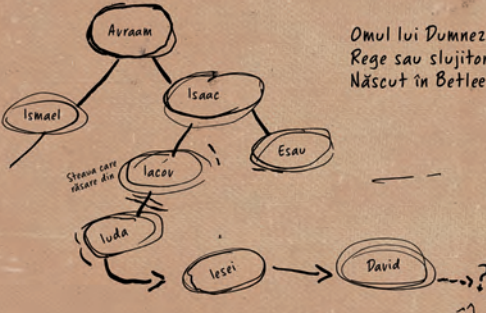 Avraam
Omul lui Dumnez
Rege sau slujitor
Născut în Betlee
Isaac
Ismael
Esau
Steaua care
răsare din
Iacov
Iuda
Iesei
David
?